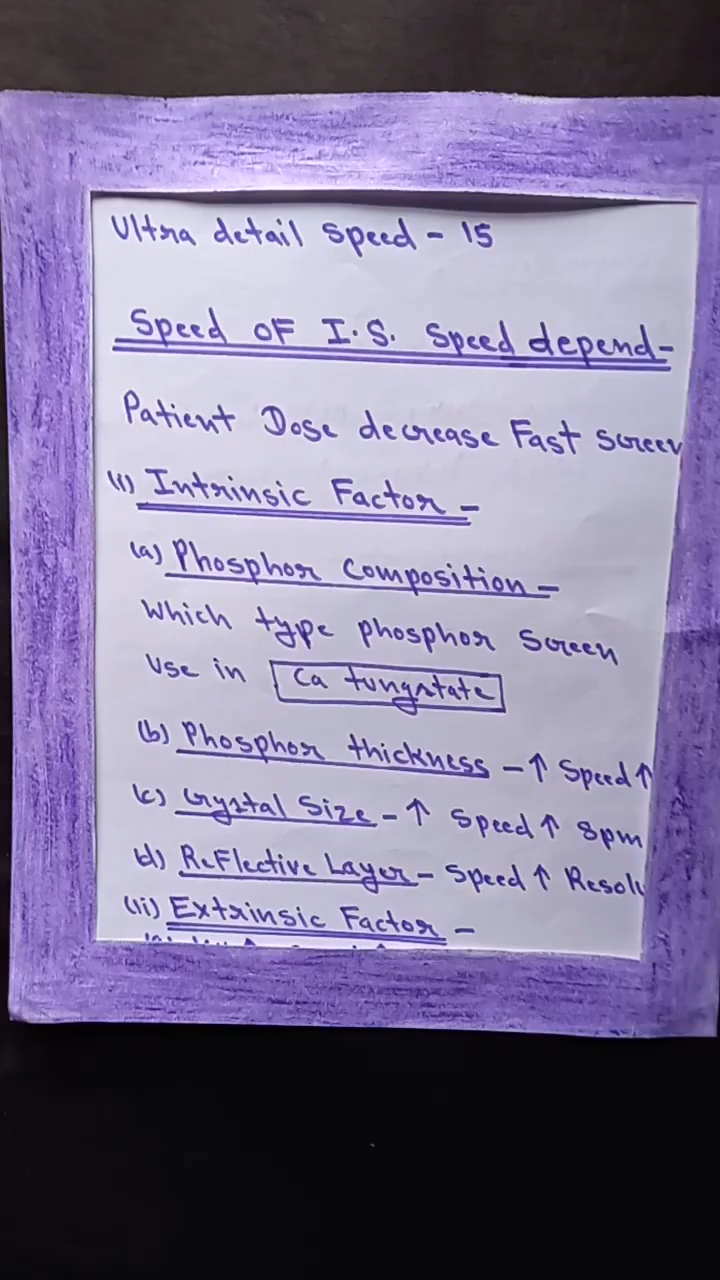 Ultra detail speed - 15
Speed OF I.S. Speed depend-
Patient Dose decrease Fast screen
(i) Intrinsic Factor -
(a) Phosphor composition -
Which type phosphor screen
use in Ca tungstate
(b) Phosphor thickness - ↑ Speed ↑
(c) Crystal Size - ↑ Speed ↑ 8pm
(d) Reflective Layer - Speed ↑ Resolu
(ii) Extrinsic Factor -